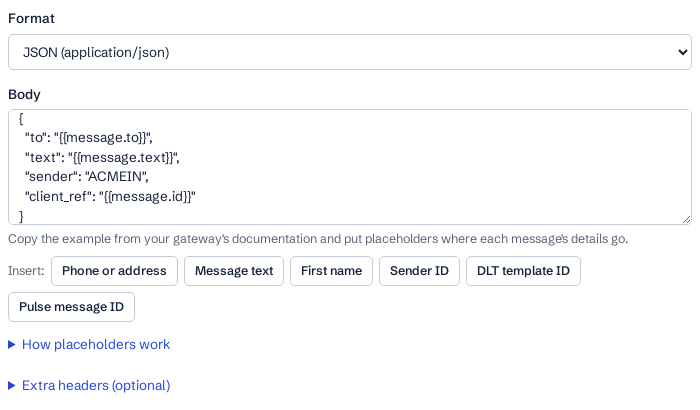 Format
JSON (application/json)
Body
{
"to": "{{message.to}}",
"text": "{{message.text}}",
"sender": "ACMEIN",
"client_ref": "{{message.id}}"
}
Copy the example from your gateway's documentation and put placeholders where each message's details go.
Insert: Phone or address Message text First name Sender ID DLT template ID
Pulse message ID
How placeholders work
Extra headers (optional)